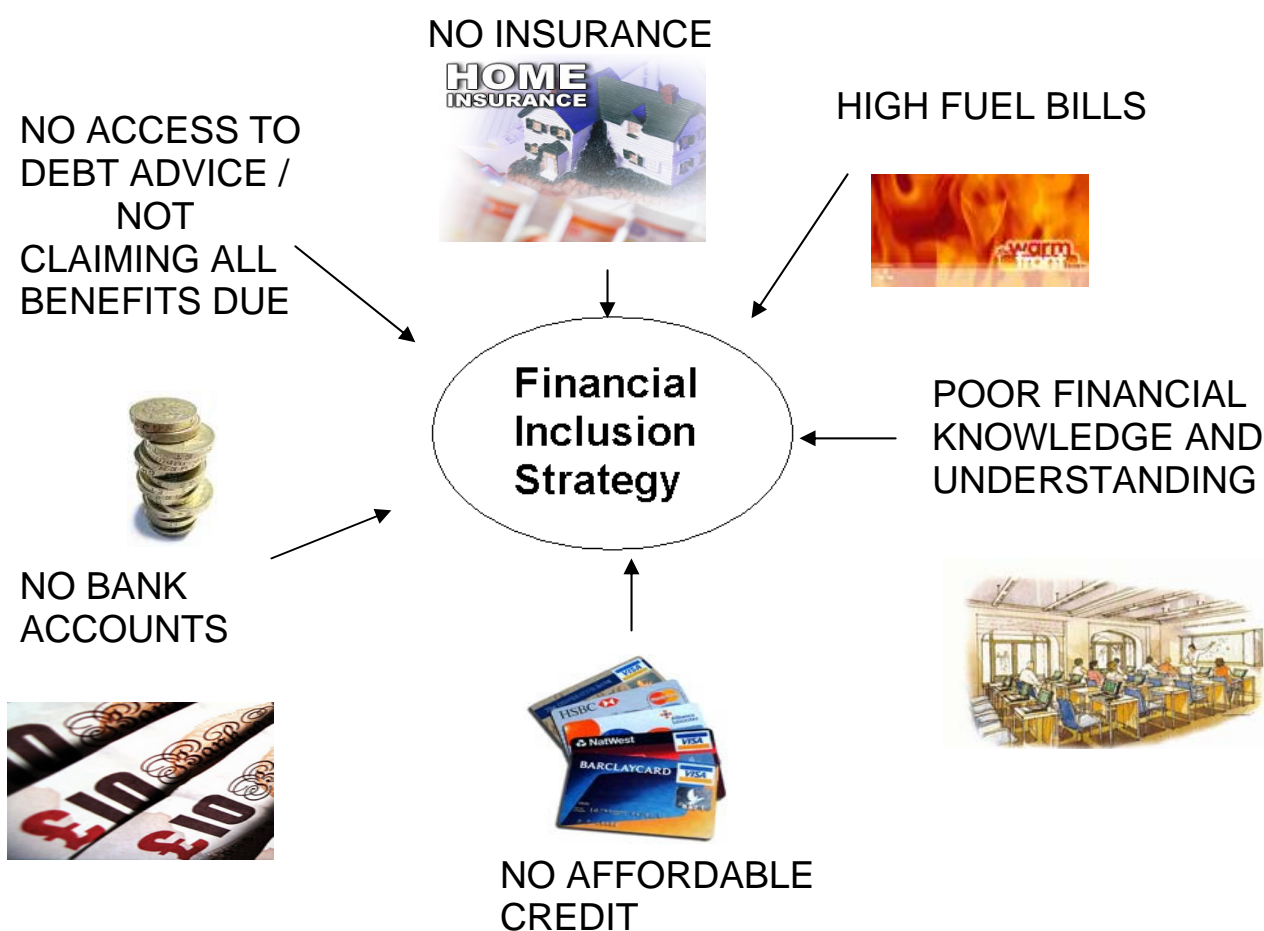 NO INSURANCE
HOME
INSURANCE
HIGH FUEL BILLS
warm
front
NO ACCESS TO
DEBT ADVICE /
NOT
CLAIMING ALL
BENEFITS DUE
Financial
Inclusion
Strategy
POOR FINANCIAL
KNOWLEDGE AND
UNDERSTANDING
NO BANK
ACCOUNTS
£10
£10
VISA
HSBC
NatWest
VISA
BARCLAYCARD
VISA
NO AFFORDABLE
CREDIT